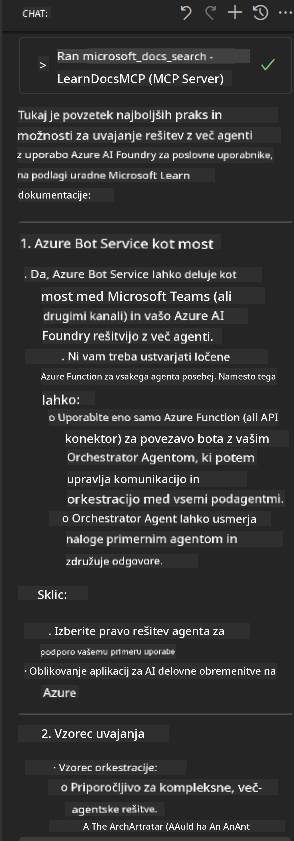 CHAT:
> Ran microsoft_docs_search -
LearnDocsMCP (MCP Server)
Tukaj je povzetek najboljših praks in
možnosti za uvajanje rešitev z več agenti
z uporabo Azure AI Foundry za poslovne uporabnike,
na podlagi uradne Microsoft Learn
dokumentacije:
1. Azure Bot Service kot most
. Da, Azure Bot Service lahko deluje kot
most med Microsoft Teams (ali
drugimi kanali) in vašo Azure AI
Foundry rešitvijo z več agenti.
. Ni vam treba ustvarjati ločene
Azure Function za vsakega agenta posebej. Namesto tega
lahko:
o Uporabite eno samo Azure Function (ali API
konektor) za povezavo bota z vašim
Orchestrator Agentom, ki potem
upravlja komunikacijo in
orkestracijo med vsemi podagentmi.
o Orchestrator Agent lahko usmerja
naloge primernim agentom in
združuje odgovore.
Sklic:
. Izberite pravo rešitev agenta za
podporo vašemu primeru uporabe
· Oblikovanje aplikacij za AI delovne obremenitve na
Azure
2. Vzorec uvajanja
· Vzorec orkestracije:
o Priporočljivo za kompleksne, več-
agentske rešitve.
A The ArchArtratar (AAuld ha An AnAnt